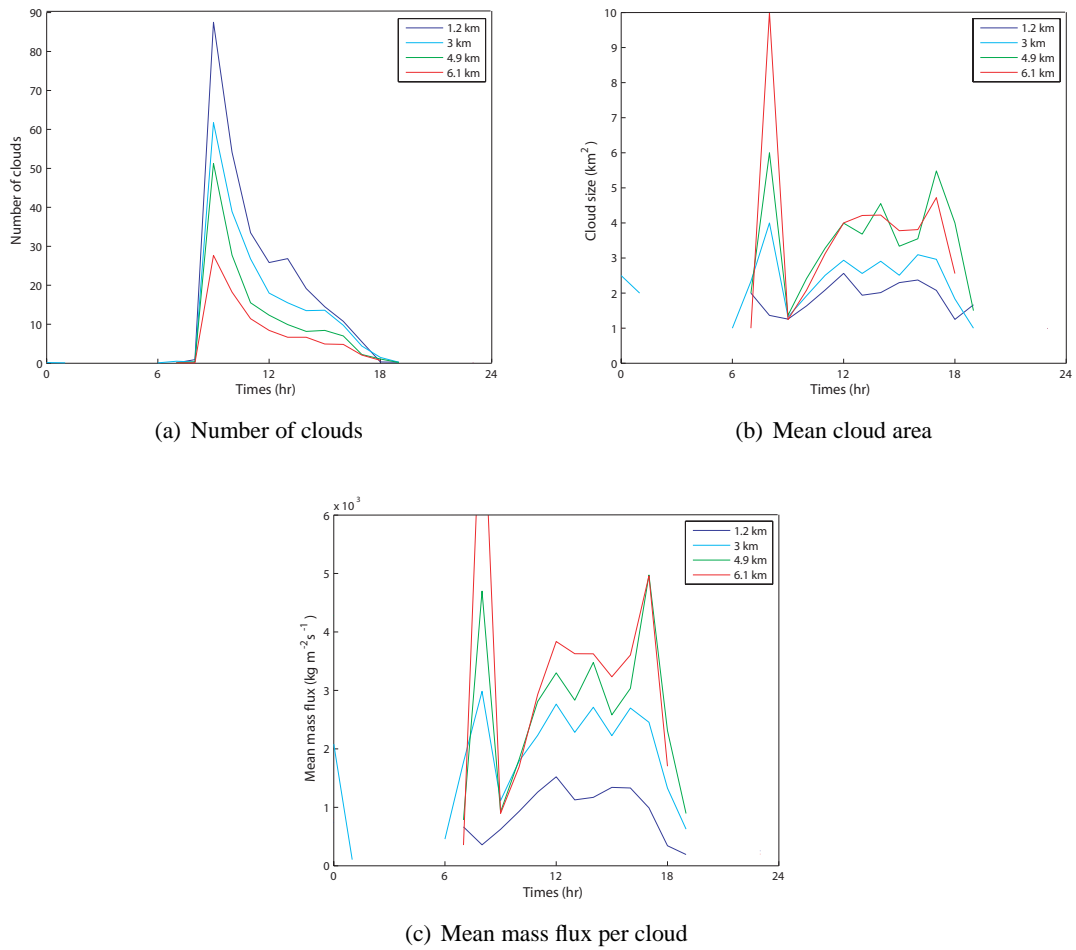 90
80
70
60
50
40
30
20
10
0
Number of clouds
0 6 12 18 24
Times (hr)
1.2 km
3 km
4.9 km
6.1 km
(a) Number of clouds
10
9
8
7
6
5
4
3
2
1
0
Cloud size (km²)
0 6 12 18 24
Times (hr)
1.2 km
3 km
4.9 km
6.1 km
(b) Mean cloud area
x 10³
6
5
4
3
2
1
0
Mean mass flux (kg m⁻²s⁻¹)
0 6 12 18 24
Times (hr)
1.2 km
3 km
4.9 km
6.1 km
(c) Mean mass flux per cloud